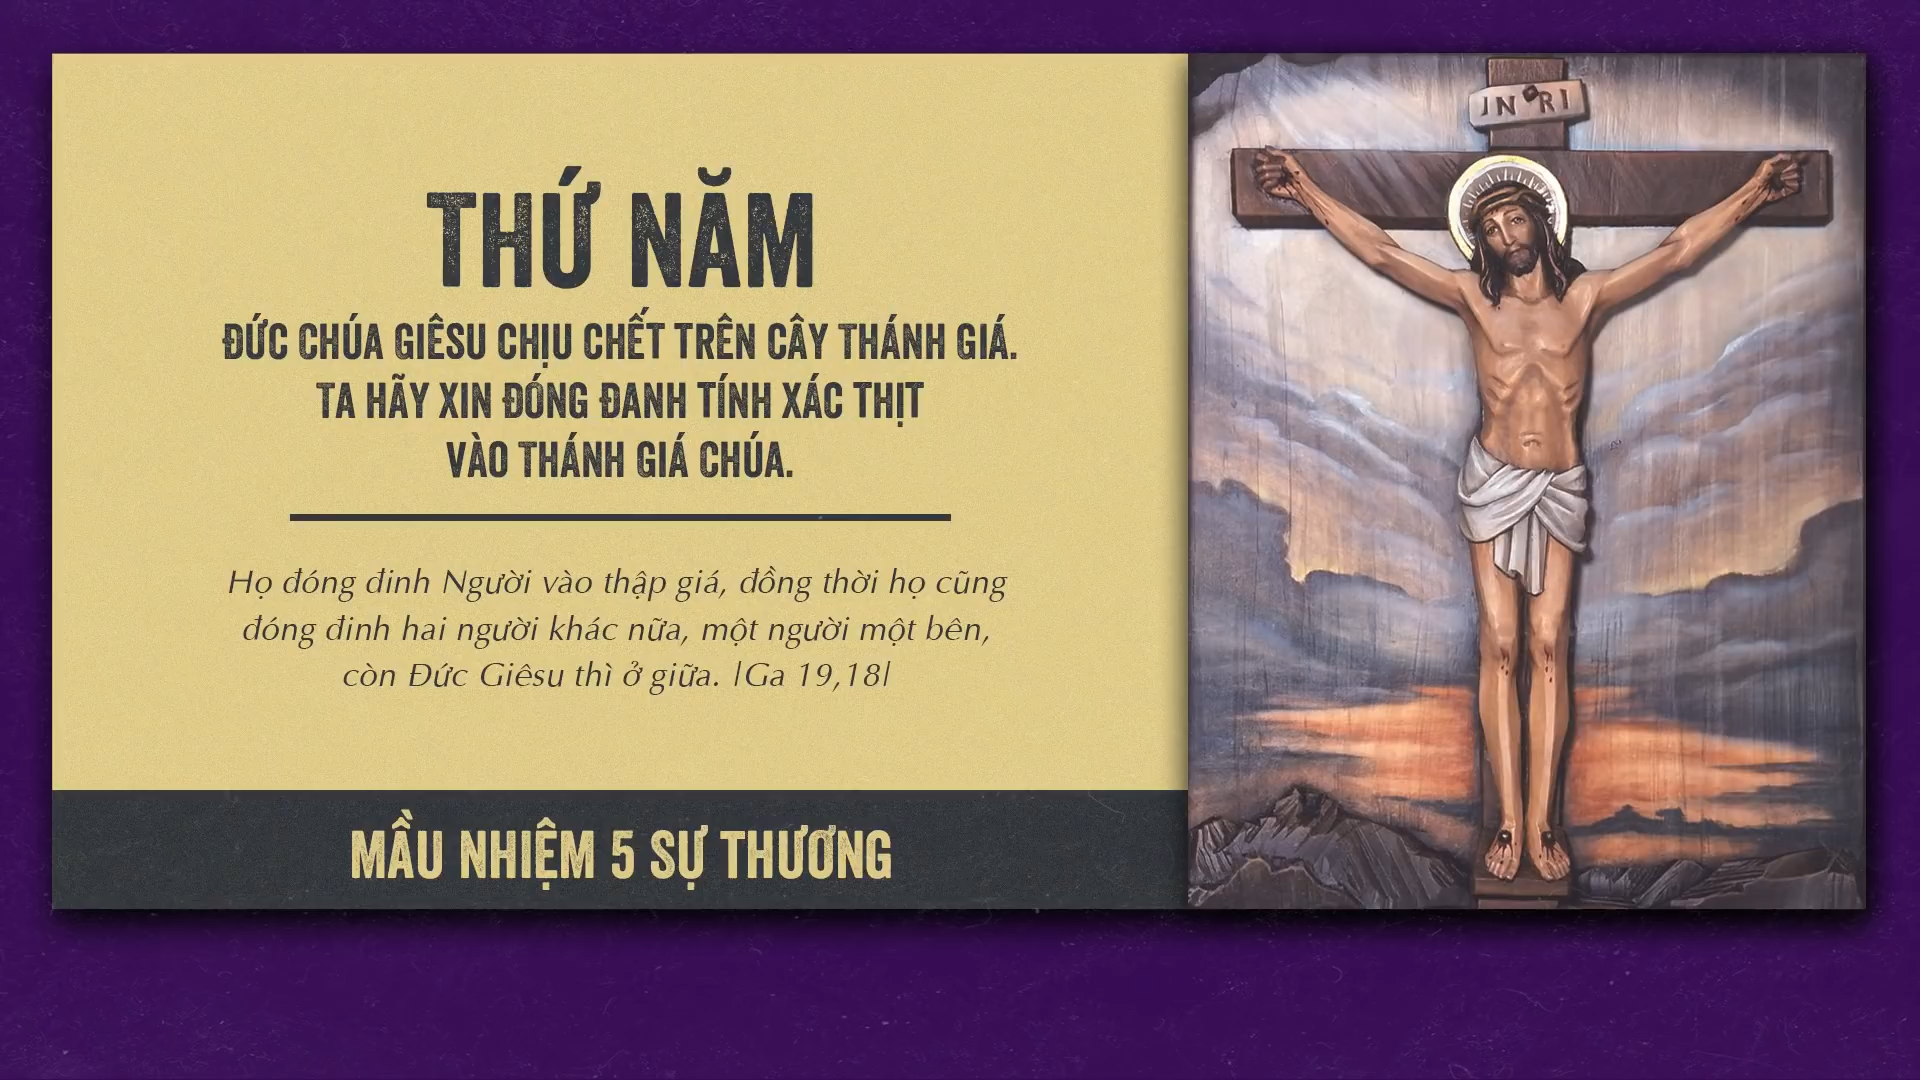 THỨ NĂM
ĐỨC CHÚA GIÊSU CHỊU CHẾT TRÊN CÂY THÁNH GIÁ.
TA HÃY XIN ĐÓNG ĐANH TÍNH XÁC THỊT
VÀO THÁNH GIÁ CHÚA.
Họ đóng đinh Người vào thập giá, đồng thời họ cũng
đóng đinh hai người khác nữa, một người một bên,
còn Đức Giêsu thì ở giữa. |Ga 19,18|
MẦU NHIỆM 5 SỰ THƯƠNG
INRI